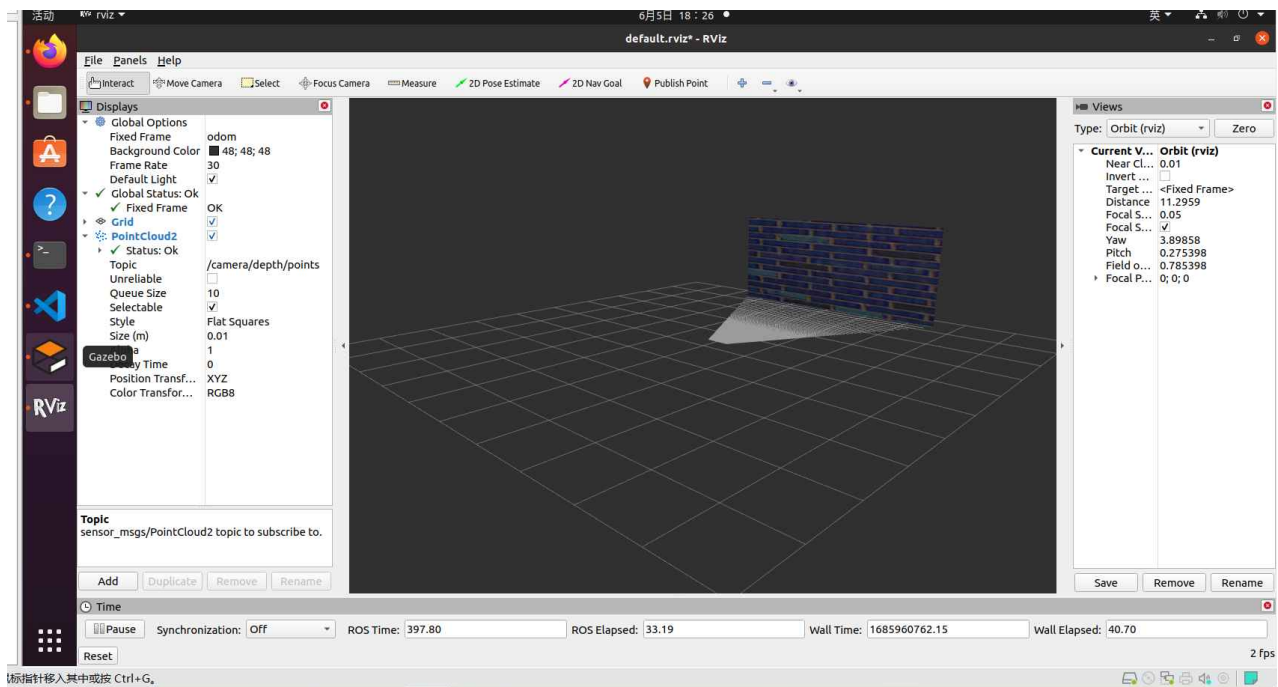 活动 RViz rviz 6月5日 18：26 英
default.rviz* - RViz
File Panels Help
Interact Move Camera Select Focus Camera Measure 2D Pose Estimate 2D Nav Goal Publish Point
Displays
Global Options
Fixed Frame odom
Background Color 48; 48; 48
Frame Rate 30
Default Light
Global Status: Ok
Fixed Frame OK
Grid
PointCloud2
Status: Ok
Topic /camera/depth/points
Unreliable
Queue Size 10
Selectable
Style Flat Squares
Size (m) 0.01
Gazebo a 1
Time 0
Position Transf... XYZ
Color Transfor... RGB8
RViz
Topic
sensor_msgs/PointCloud2 topic to subscribe to.
Add Duplicate Remove Rename
Views
Type: Orbit (rviz) Zero
Current V... Orbit (rviz)
Near Cl... 0.01
Invert ...
Target ... <Fixed Frame>
Distance 11.2959
Focal S... 0.05
Focal S...
Yaw 3.89858
Pitch 0.275398
Field o... 0.785398
Focal P... 0; 0; 0
Save Remove Rename
Time
Pause Synchronization: Off ROS Time: 397.80 ROS Elapsed: 33.19 Wall Time: 1685960762.15 Wall Elapsed: 40.70
Reset 2 fps
标指针移入其中或按 Ctrl+G。